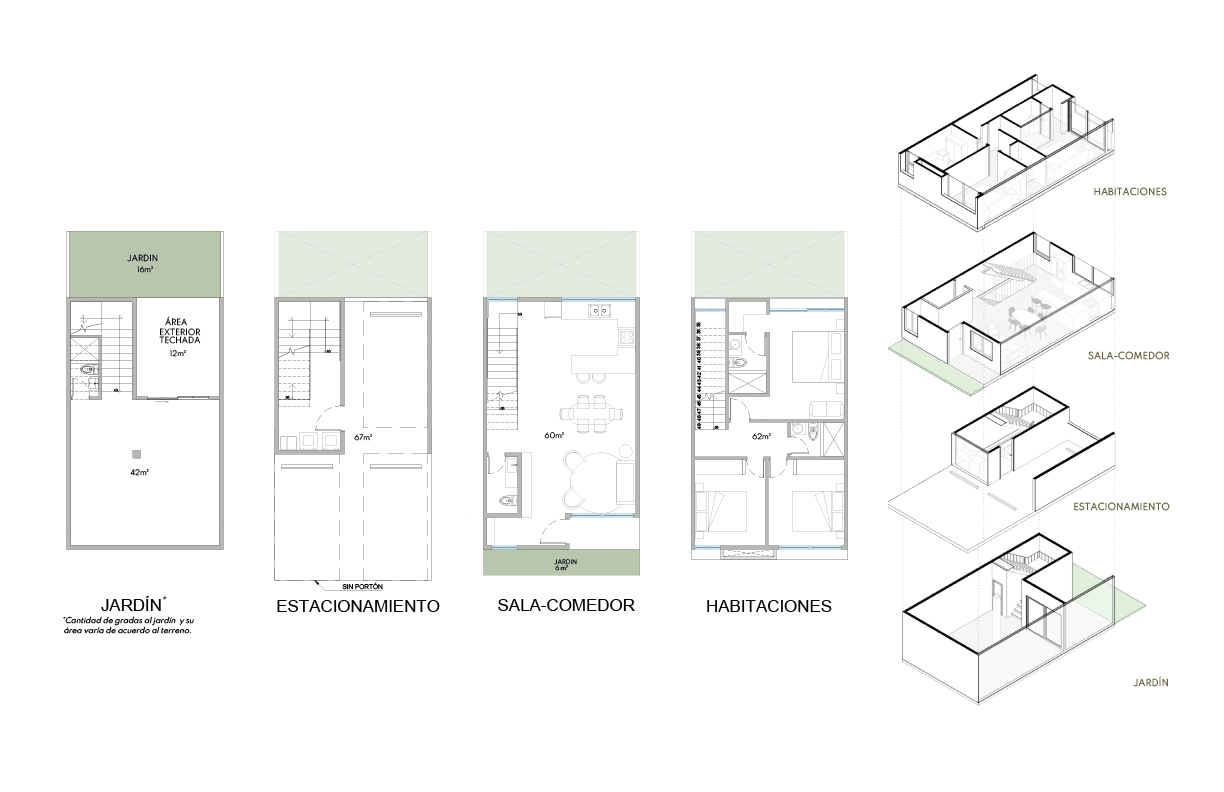 JARDIN
16m²
ÁREA
EXTERIOR
TECHADA
12m²
42m²
JARDÍN*
*Cantidad de gradas al jardín y su
área varía de acuerdo al terreno.
67m²
SIN PORTÓN
ESTACIONAMIENTO
60m²
JARDIN
6 m²
SALA-COMEDOR
62m²
HABITACIONES
HABITACIONES
SALA-COMEDOR
ESTACIONAMIENTO
JARDÍN